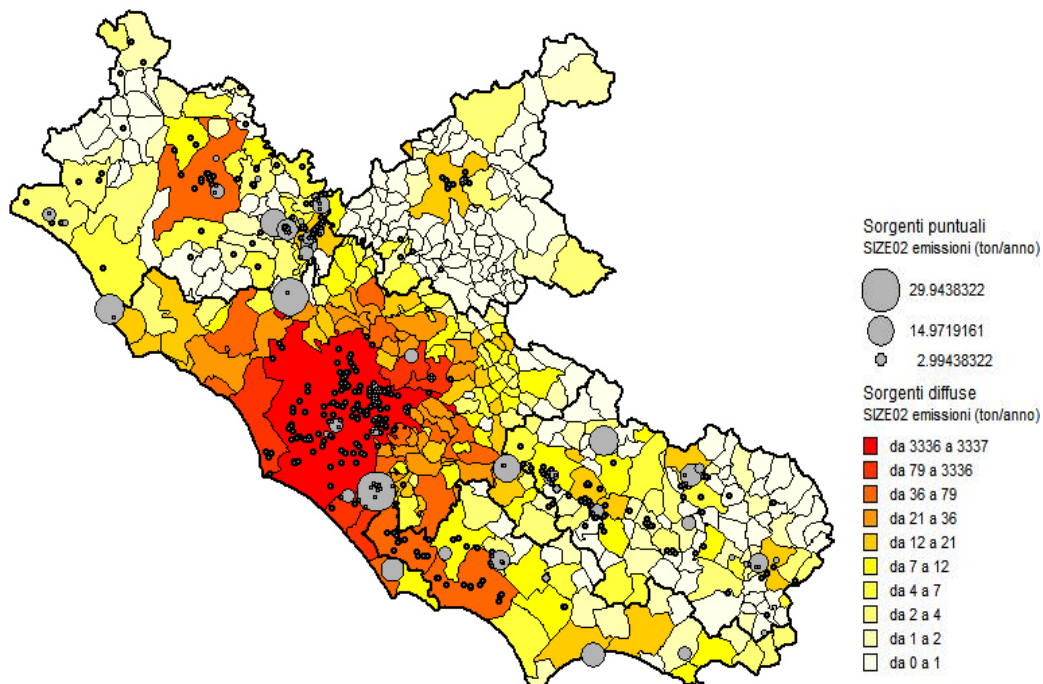 Sorgenti puntuali
SIZE02 emissioni (ton/anno)
29.9438322
14.9719161
2.99438322
Sorgenti diffuse
SIZE02 emissioni (ton/anno)
da 3336 a 3337
da 79 a 3336
da 36 a 79
da 21 a 36
da 12 a 21
da 7 a 12
da 4 a 7
da 2 a 4
da 1 a 2
da 0 a 1